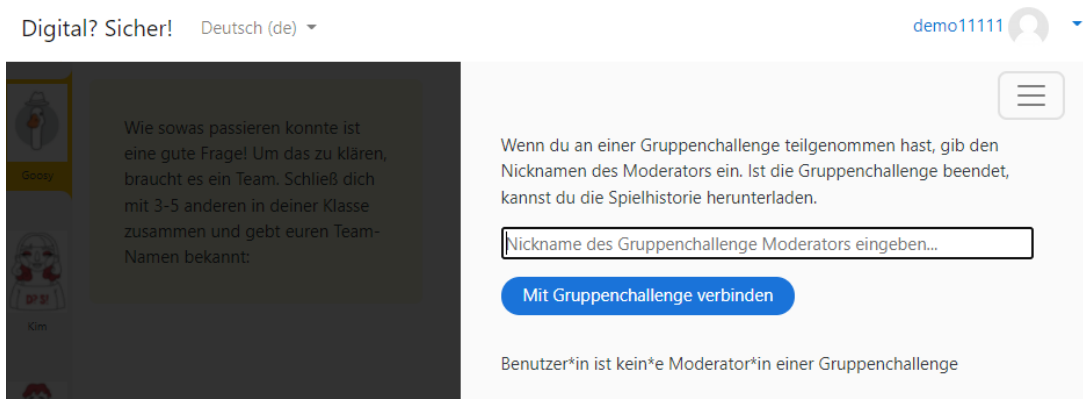 Digital? Sicher!
Deutsch (de)
demo11111
Goosy
Wie sowas passieren konnte ist
eine gute Frage! Um das zu klären,
braucht es ein Team. Schließ dich
mit 3-5 anderen in deiner Klasse
zusammen und gebt euren Team-
Namen bekannt:
Kim
Wenn du an einer Gruppenchallenge teilgenommen hast, gib den
Nicknamen des Moderators ein. Ist die Gruppenchallenge beendet,
kannst du die Spielhistorie herunterladen.
Nickname des Gruppenchallenge Moderators eingeben...
Mit Gruppenchallenge verbinden
Benutzer*in ist kein*e Moderator*in einer Gruppenchallenge